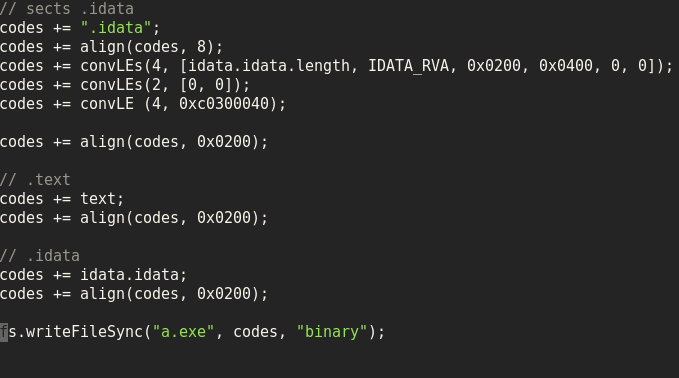 // sects .idata
codes += ".idata";
codes += align(codes, 8);
codes += convLEs(4, [idata.idata.length, IDATA_RVA, 0x0200, 0x0400, 0, 0]);
codes += convLEs(2, [0, 0]);
codes += convLE (4, 0xc0300040);
codes += align(codes, 0x0200);
// .text
codes += text;
codes += align(codes, 0x0200);
// .idata
codes += idata.idata;
codes += align(codes, 0x0200);
fs.writeFileSync("a.exe", codes, "binary");